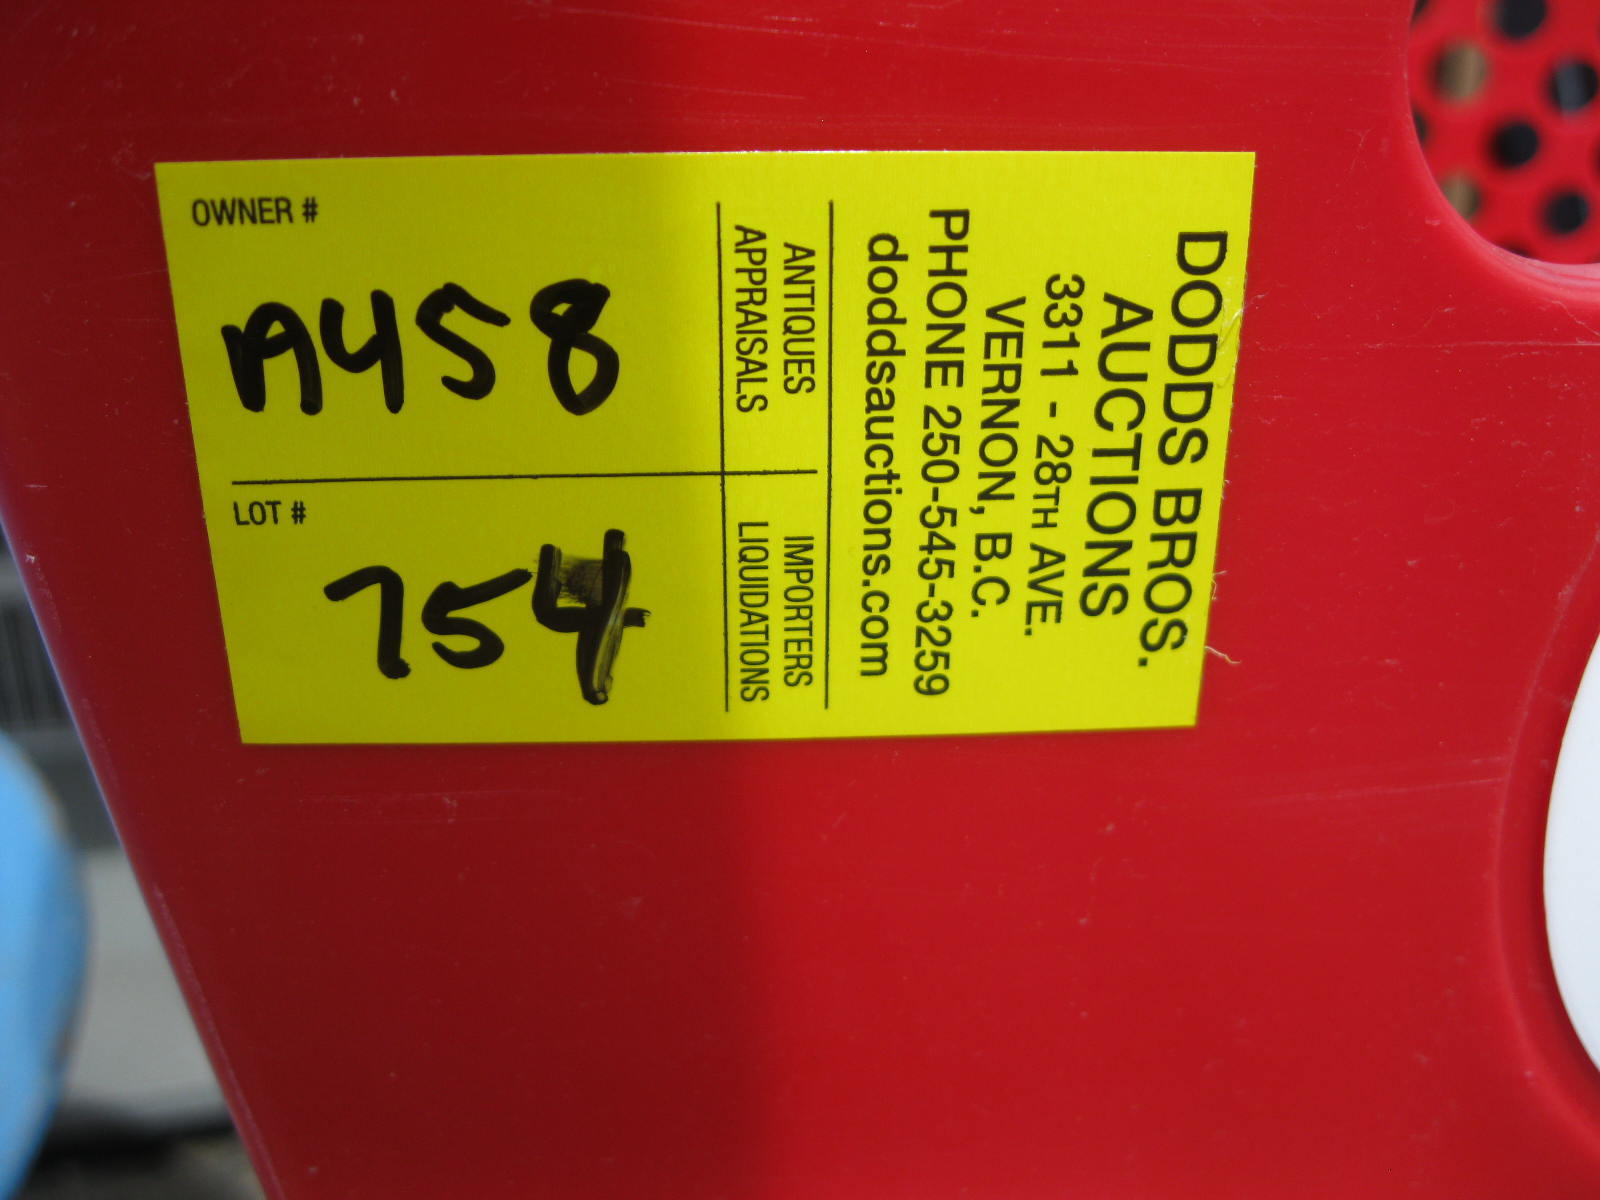 DODDS BROS.
AUCTIONS
3311 - 28TH AVE.
VERNON, B.C.
PHONE 250-545-3259
doddsauctions.com
ANTIQUES
APPRAISALS
IMPORTERS
LIQUIDATIONS
OWNER #
A458
LOT #
754